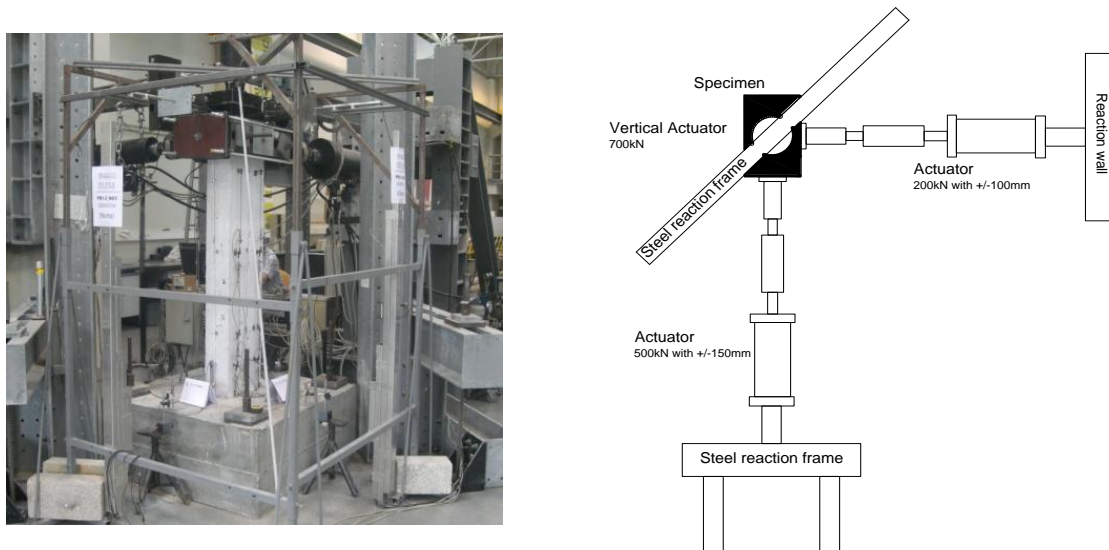 Specimen
Vertical Actuator
700kN
Steel reaction frame
Actuator
200kN with +/-100mm
Reaction wall
Actuator
500kN with +/-150mm
Steel reaction frame